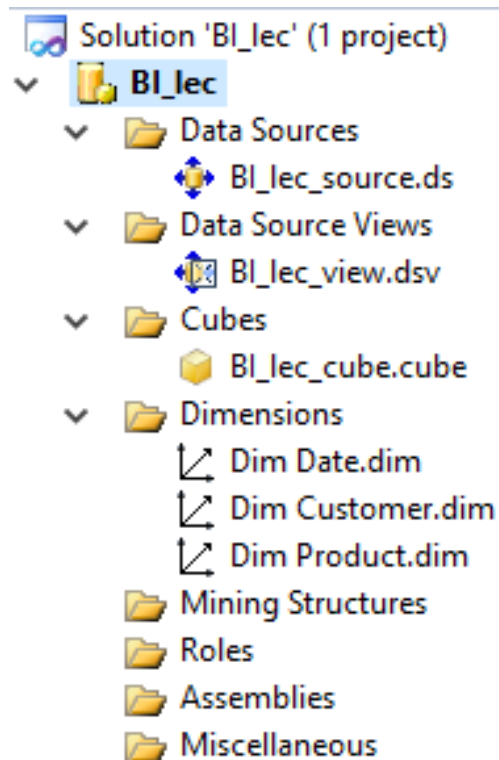 Solution 'BI_lec' (1 project)
BI_lec
Data Sources
BI_lec_source.ds
Data Source Views
BI_lec_view.dsv
Cubes
BI_lec_cube.cube
Dimensions
Dim Date.dim
Dim Customer.dim
Dim Product.dim
Mining Structures
Roles
Assemblies
Miscellaneous